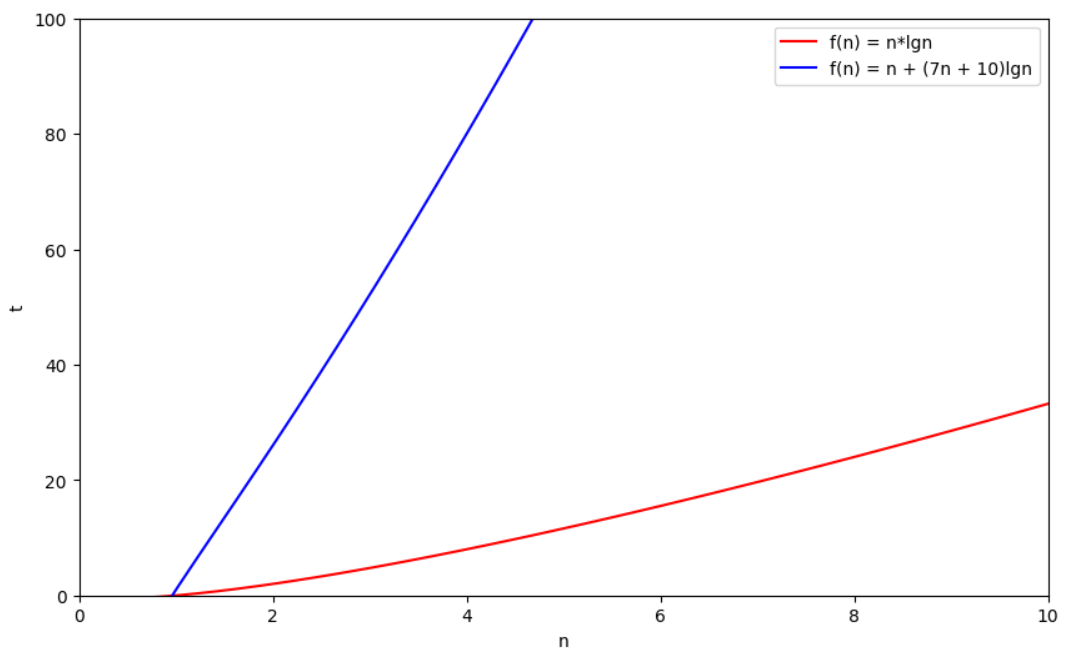 100
80
60
40
20
0
t
0 2 4 6 8 10
n
f(n) = n*lgn
f(n) = n + (7n + 10)lgn